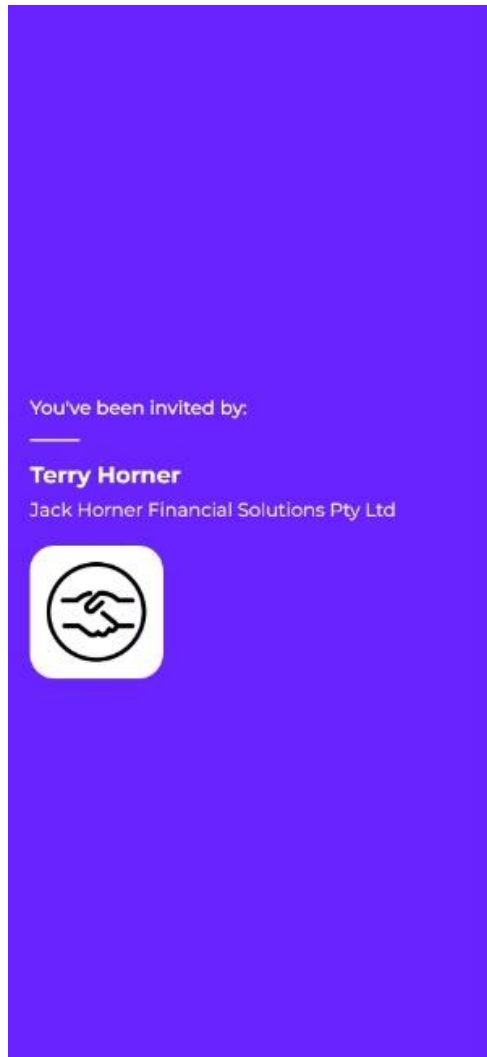 You've been invited by:
Terry Horner
Jack Horner Financial Solutions Pty Ltd